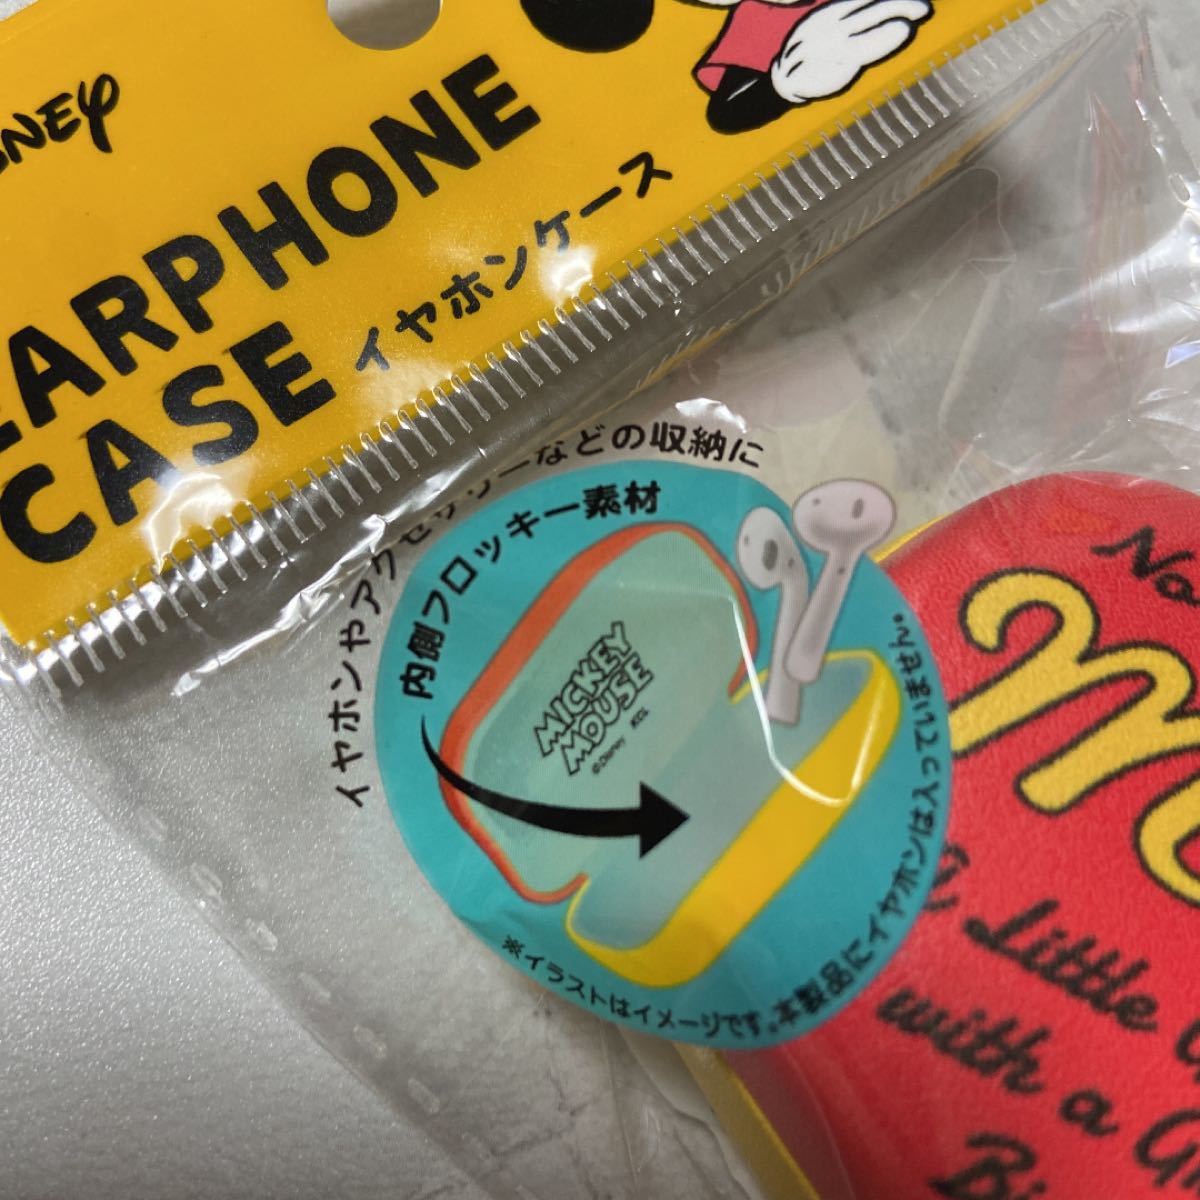 EARPHONE
CASE イヤホンケース
イヤホンやアクセサリーなどの収納に
内側フロッキー素材
MICKEY
MOUSE
©Disney
※イラストはイメージです。本製品にイヤホンは入っていません。
Little
with a